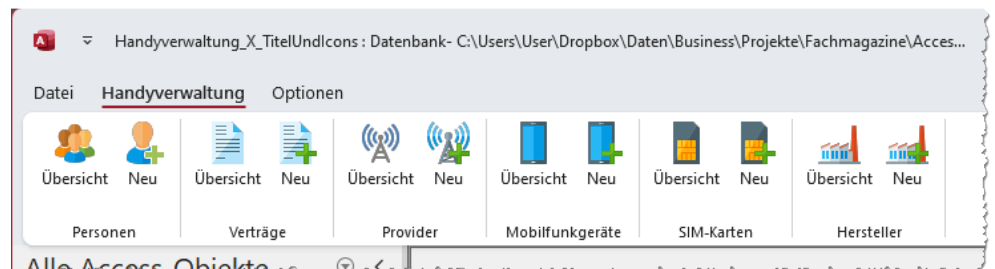 Handyverwaltung_X_TitelUndIcons : Datenbank- C:\Users\User\Dropbox\Daten\Business\Projekte\Fachmagazine\Acces...
Datei Handyverwaltung Optionen
Übersicht Neu Übersicht Neu Übersicht Neu Übersicht Neu Übersicht Neu Übersicht Neu
Personen Verträge Provider Mobilfunkgeräte SIM-Karten Hersteller
Alle Access-Objekte